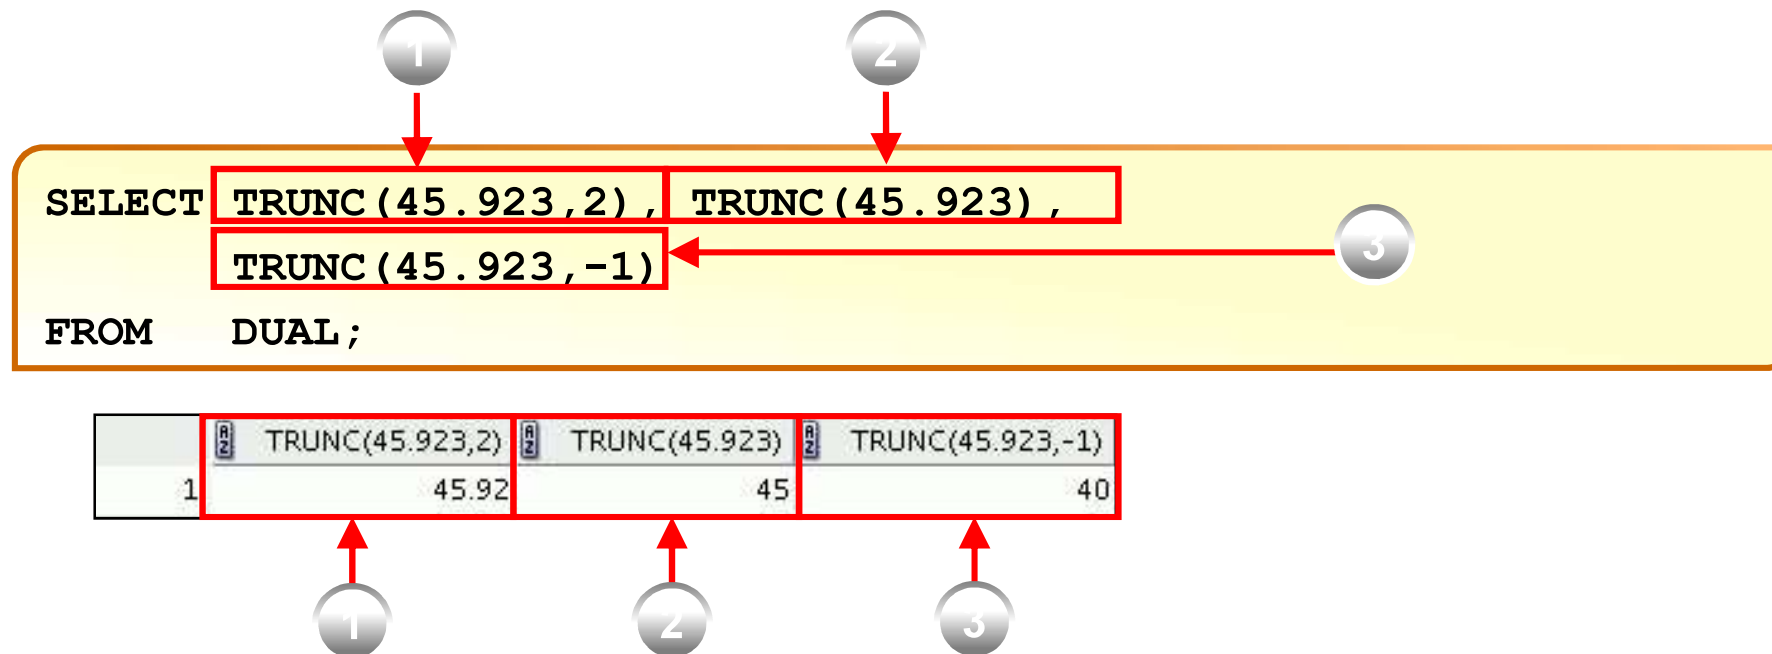 1 2
SELECT TRUNC(45.923,2), TRUNC(45.923),
3
TRUNC(45.923,-1)
FROM DUAL;
TRUNC(45.923,2) TRUNC(45.923) TRUNC(45.923,-1)
1 45.92 45 40
1 2 3